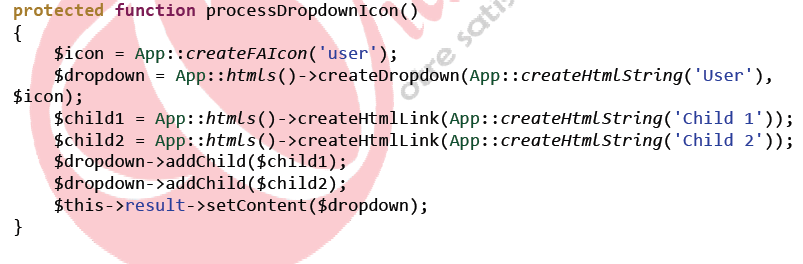 protected function processDropdownIcon()
{
    $icon = App::createFAIcon('user');
    $dropdown = App::htmls()->createDropdown(App::createHtmlString('User'),
$icon);
    $child1 = App::htmls()->createHtmlLink(App::createHtmlString('Child 1'));
    $child2 = App::htmls()->createHtmlLink(App::createHtmlString('Child 2'));
    $dropdown->addChild($child1);
    $dropdown->addChild($child2);
    $this->result->setContent($dropdown);
}